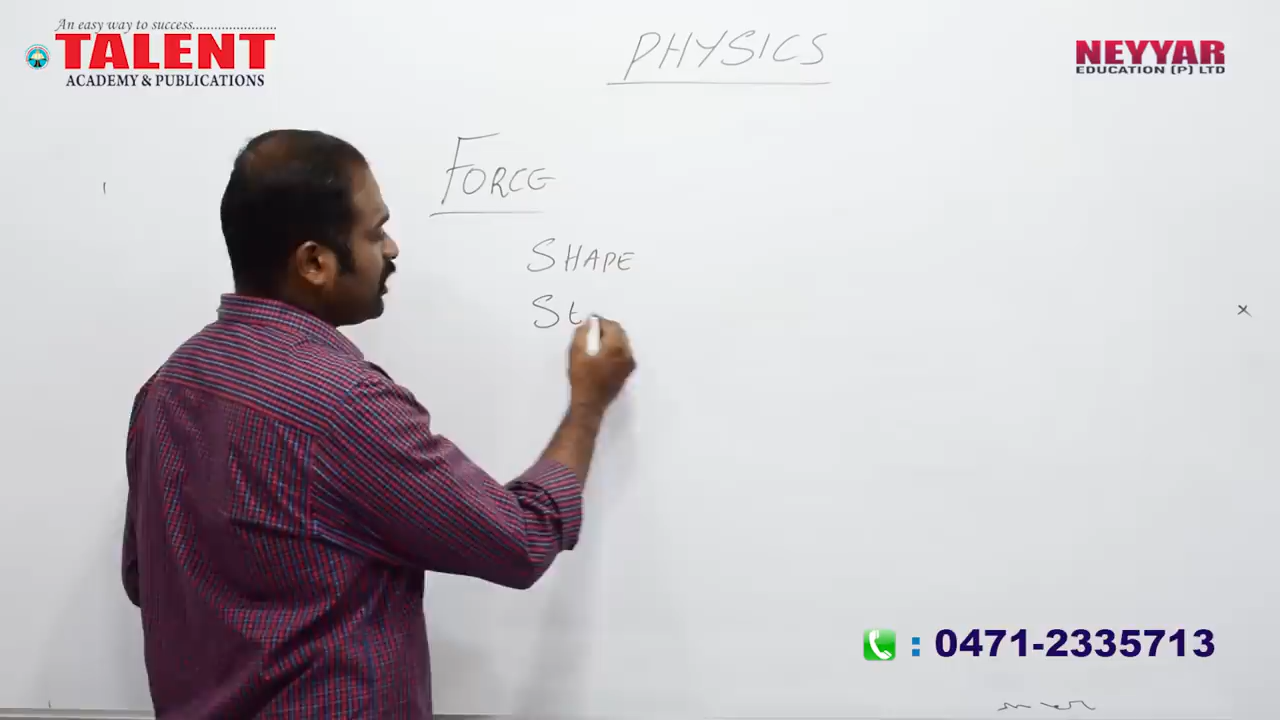 An easy way to success............................
TALENT
ACADEMY & PUBLICATIONS
NEYYAR
EDUCATION (P) LTD
PHYSICS
FORCE
SHAPE
St
: 0471-2335713